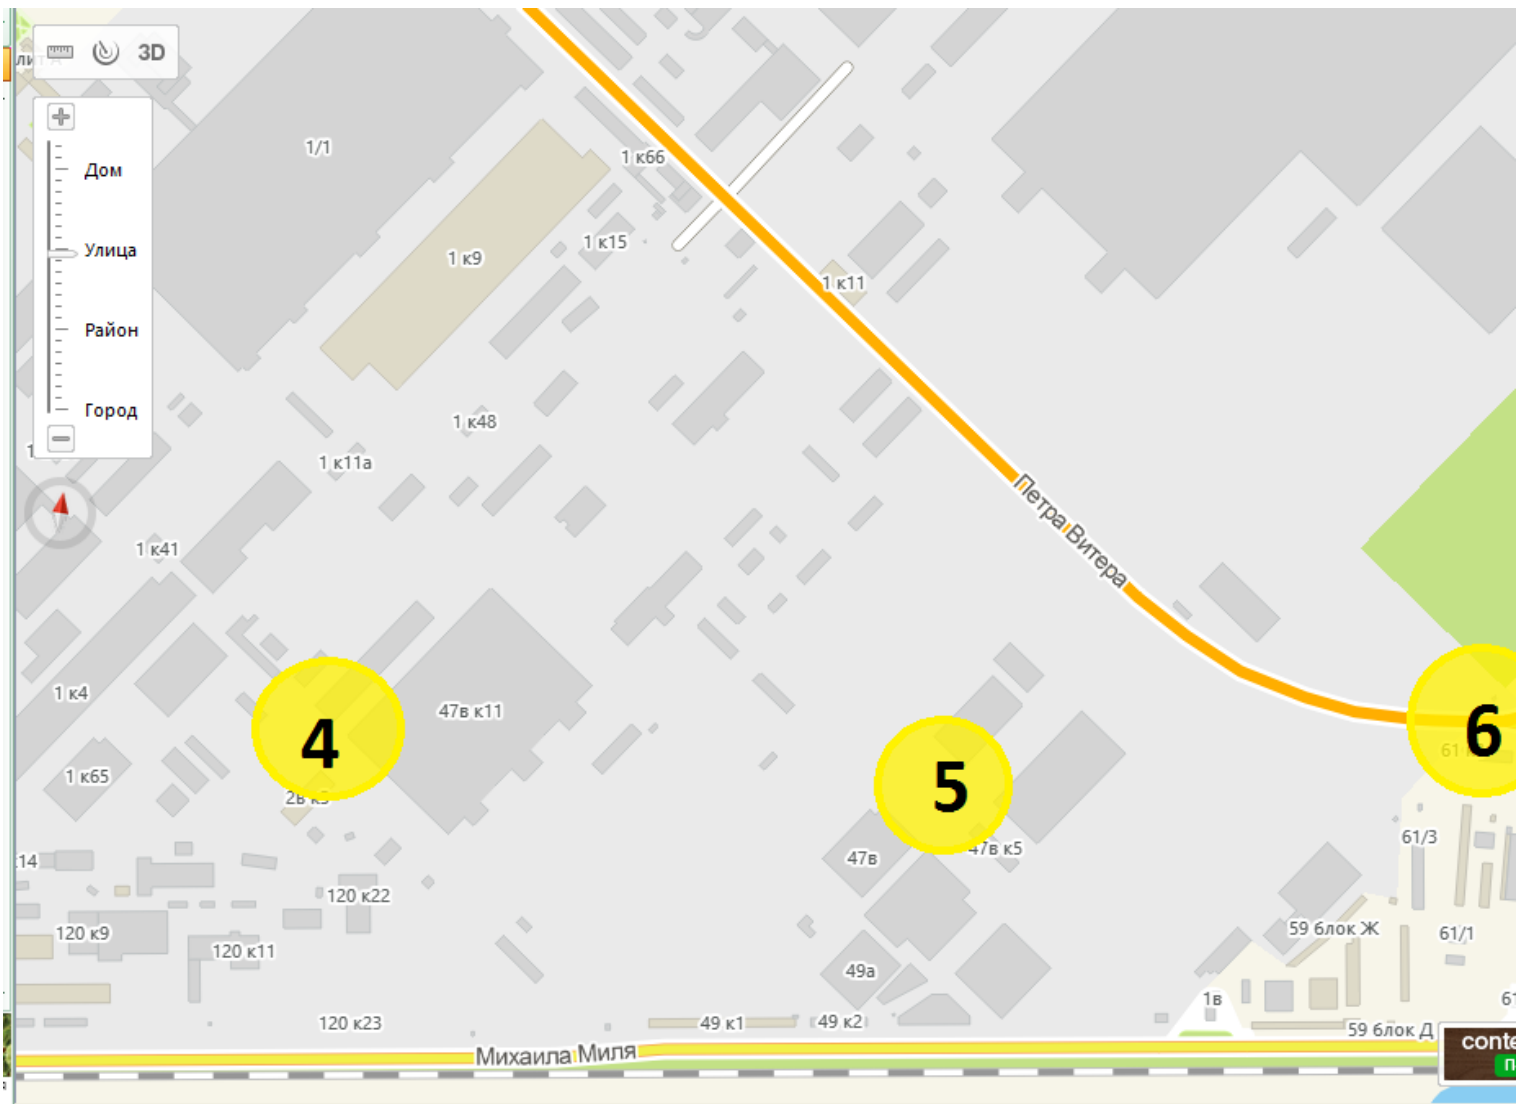 3D
Дом
Улица
Район
Город
1/1
1 к66
1 к15
1 к9
1 к11
1 к48
1 к11а
1 к41
Петра Витера
1 к4
47в к11
4
5
6
1 к65
61/3
:14
47в
47в к5
120 к22
120 к9
120 к11
59 блок Ж
61/1
49а
1в
120 к23
49 к1
49 к2
59 блок Д
Михаила Миля
conte